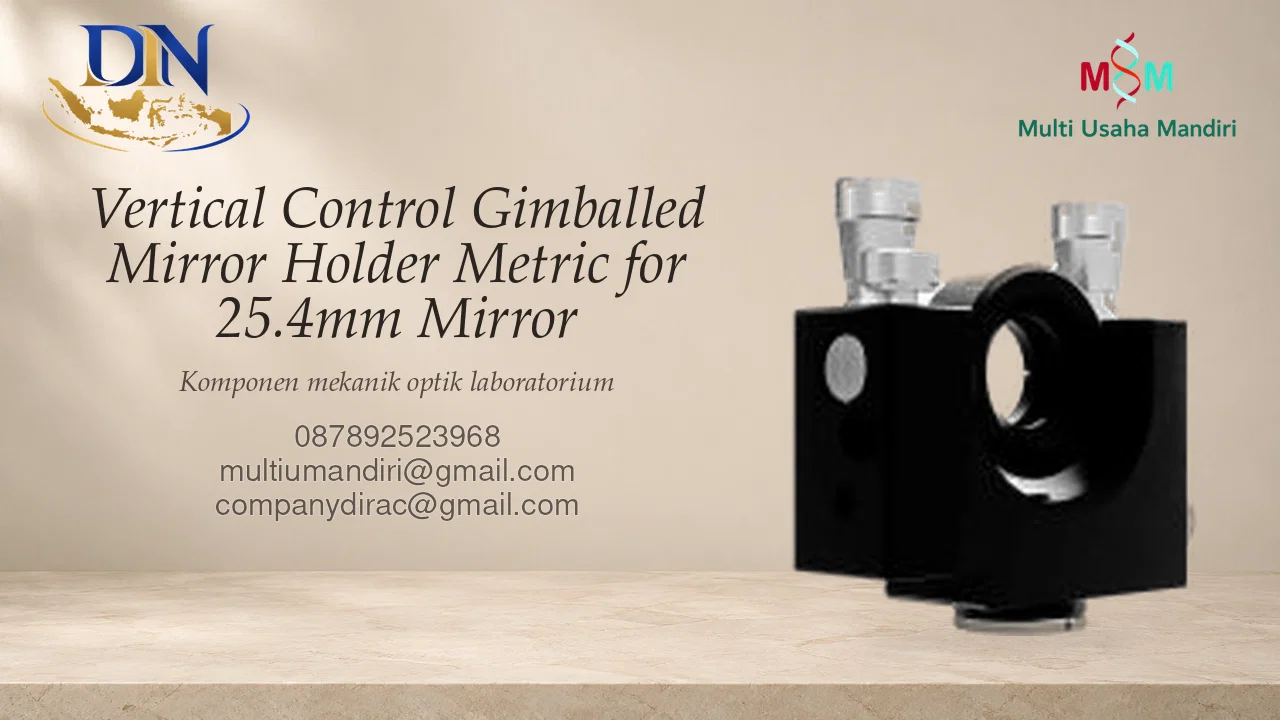 DIN
MSM
Multi Usaha Mandiri
Vertical Control Gimballed
Mirror Holder Metric for
25.4mm Mirror
Komponen mekanik optik laboratorium
087892523968
multiumandiri@gmail.com
companydirac@gmail.com